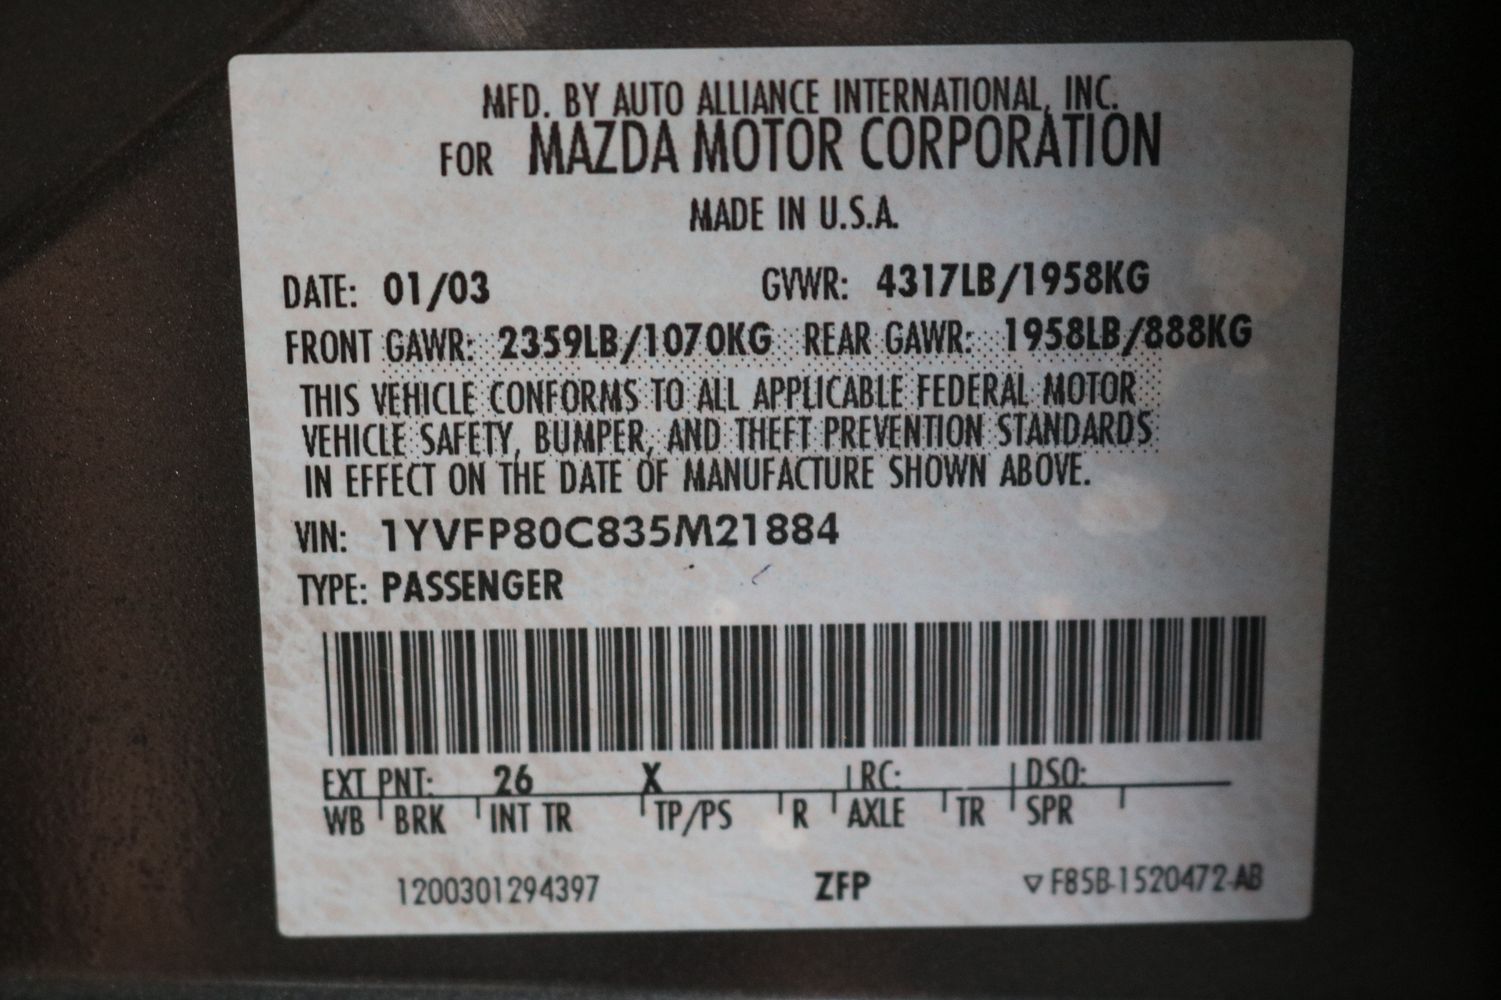 MFD. BY AUTO ALLIANCE INTERNATIONAL, INC.
FOR MAZDA MOTOR CORPORATION
MADE IN U.S.A.
DATE: 01/03 GVWR: 4317LB/1958KG
FRONT GAWR: 2359LB/1070KG REAR GAWR: 1958LB/888KG
THIS VEHICLE CONFORMS TO ALL APPLICABLE FEDERAL MOTOR
VEHICLE SAFETY, BUMPER, AND THEFT PREVENTION STANDARDS
IN EFFECT ON THE DATE OF MANUFACTURE SHOWN ABOVE.
VIN: 1YVFP80C835M21884
TYPE: PASSENGER
EXT PNT: 26 X RC: DSO:
WB BRK INT TR TP/PS R AXLE TR SPR
1200301294397 ZFP ▽ F85B-1520472-AB